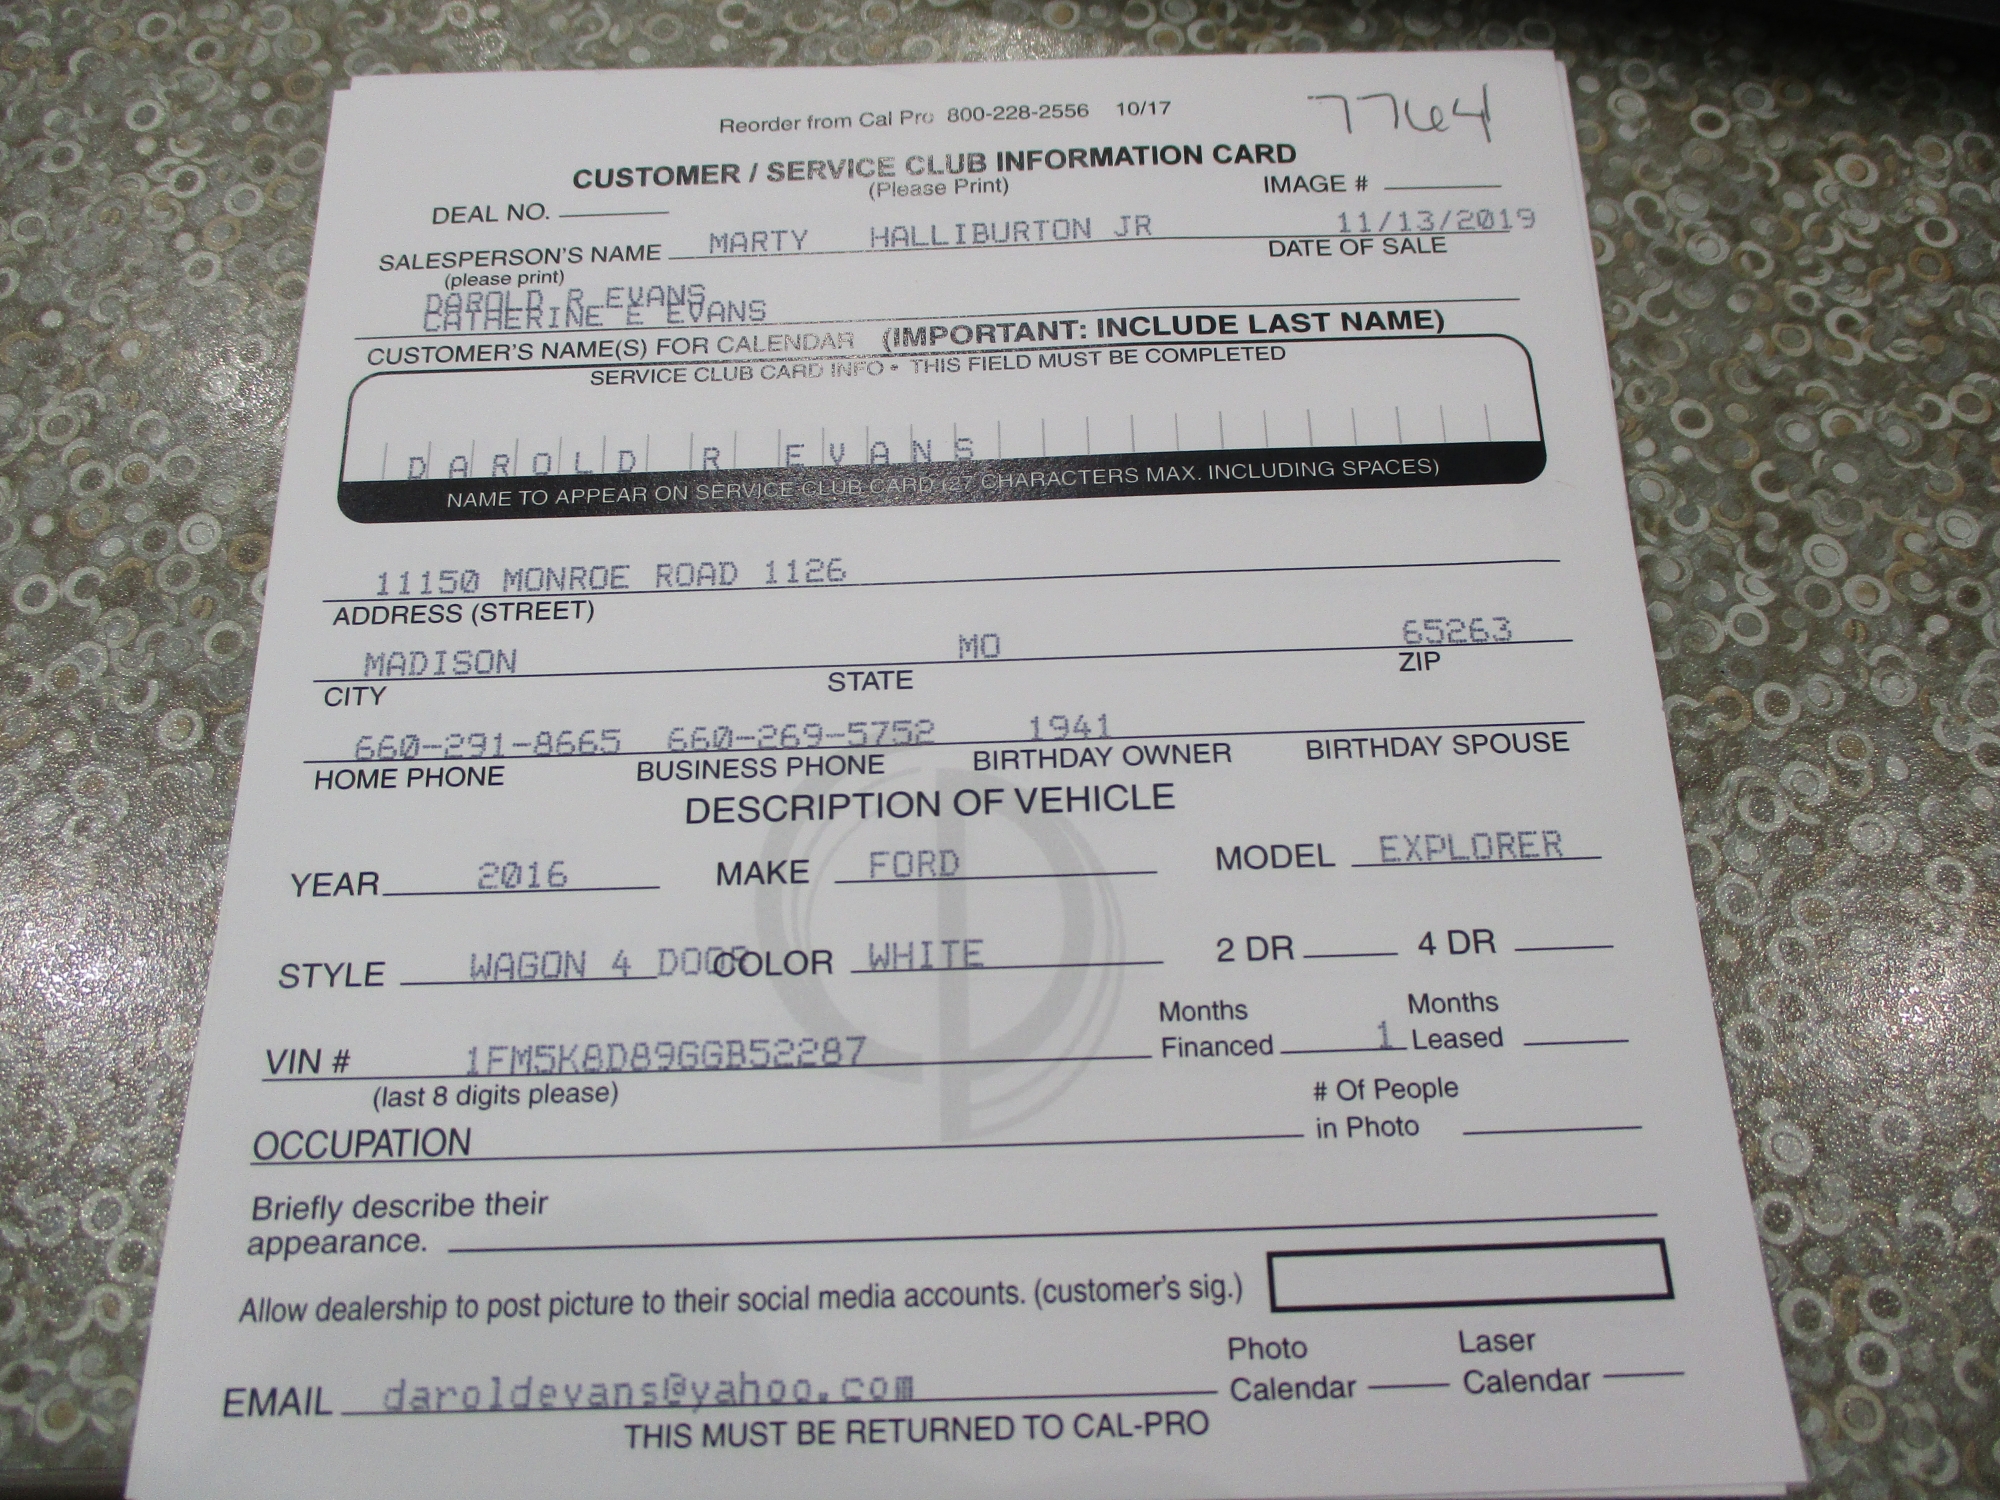 Reorder from Cal Pro 800-228-2556 10/17
7764
CUSTOMER / SERVICE CLUB INFORMATION CARD
(Please Print)
IMAGE #
DEAL NO.
SALESPERSON'S NAME MARTY HALLIBURTON JR 11/13/2019
(please print) DATE OF SALE
DAROLD R EVANS
CATHERINE E EVANS
CUSTOMER'S NAME(S) FOR CALENDAR (IMPORTANT: INCLUDE LAST NAME)
SERVICE CLUB CARD INFO • THIS FIELD MUST BE COMPLETED
DAROLD R EVANS
NAME TO APPEAR ON SERVICE CLUB CARD (27 CHARACTERS MAX. INCLUDING SPACES)
11150 MONROE ROAD 1126
ADDRESS (STREET)
MADISON MO 65263
CITY STATE ZIP
660-291-8665 660-269-5752 1941
HOME PHONE BUSINESS PHONE BIRTHDAY OWNER BIRTHDAY SPOUSE
DESCRIPTION OF VEHICLE
YEAR 2016 MAKE FORD MODEL EXPLORER
STYLE WAGON 4 DOOR COLOR WHITE 2 DR 4 DR
Months Months
VIN # 1FM5K8D89GGB52287 Financed 1 Leased
(last 8 digits please) # Of People
OCCUPATION in Photo
Briefly describe their
appearance.
Allow dealership to post picture to their social media accounts. (customer's sig.)
Photo Laser
EMAIL daroldevans@yahoo.com Calendar Calendar
THIS MUST BE RETURNED TO CAL-PRO